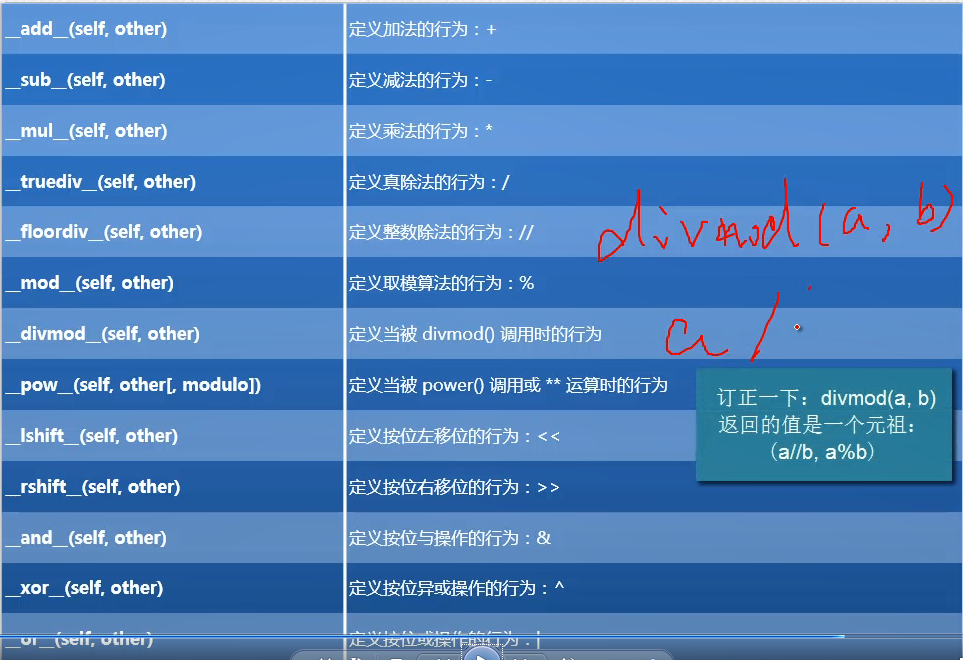 __add__(self, other) 定义加法的行为：+
__sub__(self, other) 定义减法的行为：-
__mul__(self, other) 定义乘法的行为：*
__truediv__(self, other) 定义真除法的行为：/
__floordiv__(self, other) 定义整数除法的行为：//
__mod__(self, other) 定义取模算法的行为：%
__divmod__(self, other) 定义当被 divmod() 调用时的行为
__pow__(self, other[, modulo]) 定义当被 power() 调用或 ** 运算时的行为
__lshift__(self, other) 定义按位左移位的行为：<<
__rshift__(self, other) 定义按位右移位的行为：>>
__and__(self, other) 定义按位与操作的行为：&
__xor__(self, other) 定义按位异或操作的行为：^
__or__(self, other) 定义按位或操作的行为：|
divmod(a, b)
a /
订正一下：divmod(a, b)
返回的值是一个元祖：
（a//b, a%b）